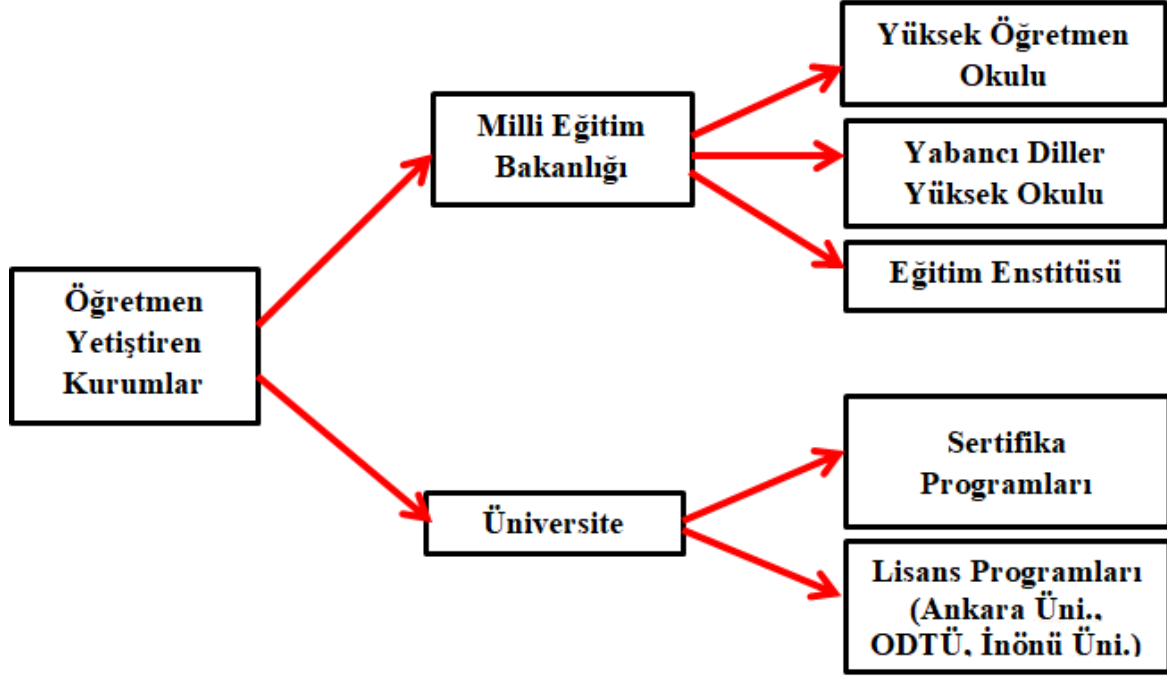 Yüksek Öğretmen
Okulu
Milli Eğitim
Bakanlığı
Yabancı Diller
Yüksek Okulu
Eğitim Enstitüsü
Öğretmen
Yetiştiren
Kurumlar
Sertifika
Programları
Üniversite
Lisans Programları
(Ankara Üni.,
ODTÜ, İnönü Üni.)